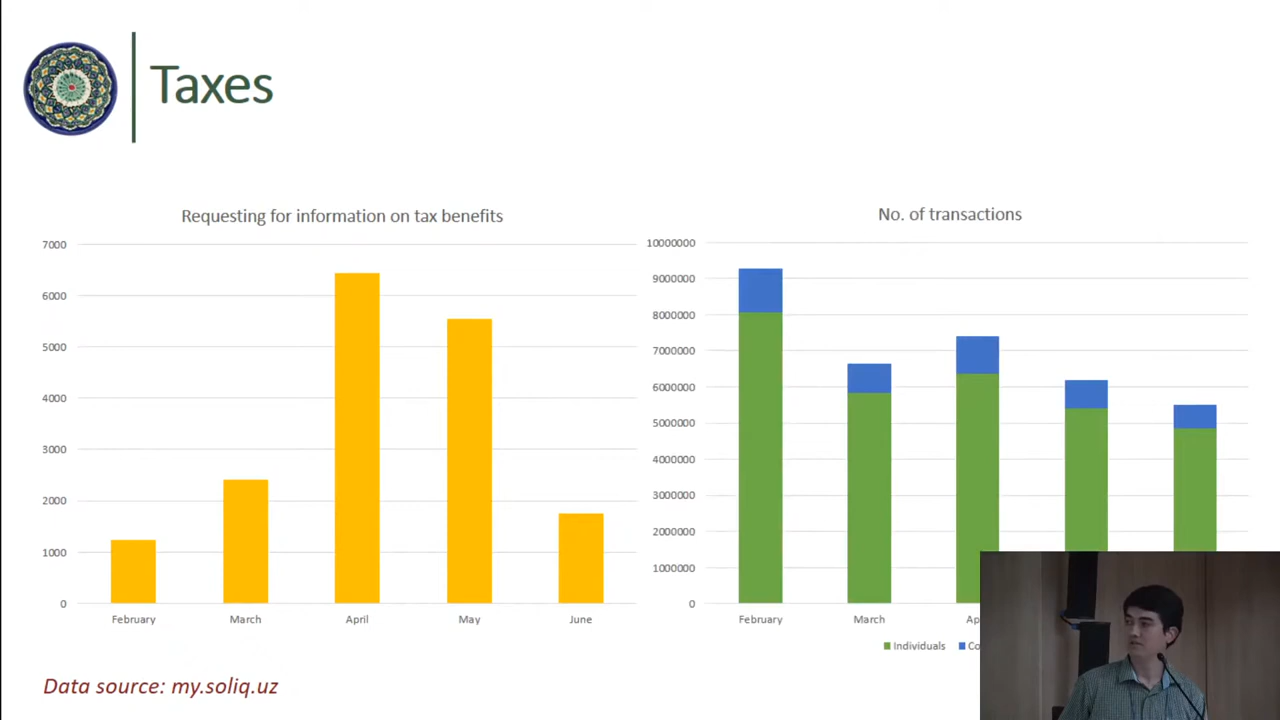 Taxes
Requesting for information on tax benefits
7000
6000
5000
4000
3000
2000
1000
0
February March April May June
No. of transactions
10000000
9000000
8000000
7000000
6000000
5000000
4000000
3000000
2000000
1000000
0
February March
Individuals
Data source: my.soliq.uz